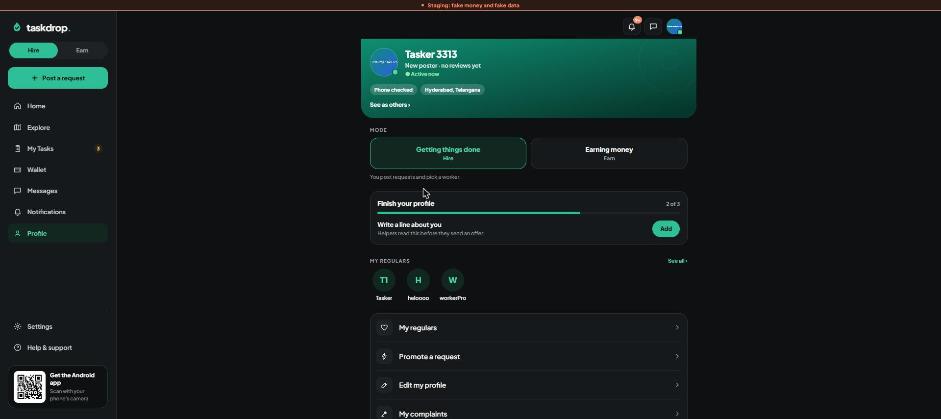 Staging: fake money and fake data
taskdrop.
Hire
Earn
+ Post a request
Home
Explore
My Tasks
3
Wallet
Messages
Notifications
Profile
Settings
Help & support
Get the Android
app
Scan with your
phone's camera
Tasker 3313
New poster · no reviews yet
Active now
Phone checked
Hyderabad, Telangana
See as others ›
MODE
Getting things done
Hire
Earning money
Earn
You post requests and pick a worker.
Finish your profile
2 of 3
Write a line about you
Helpers read this before they send an offer.
Add
MY REGULARS
See all ›
T1
H
W
Tasker
heloooo
workerPro
My regulars
Promote a request
Edit my profile
My complaints